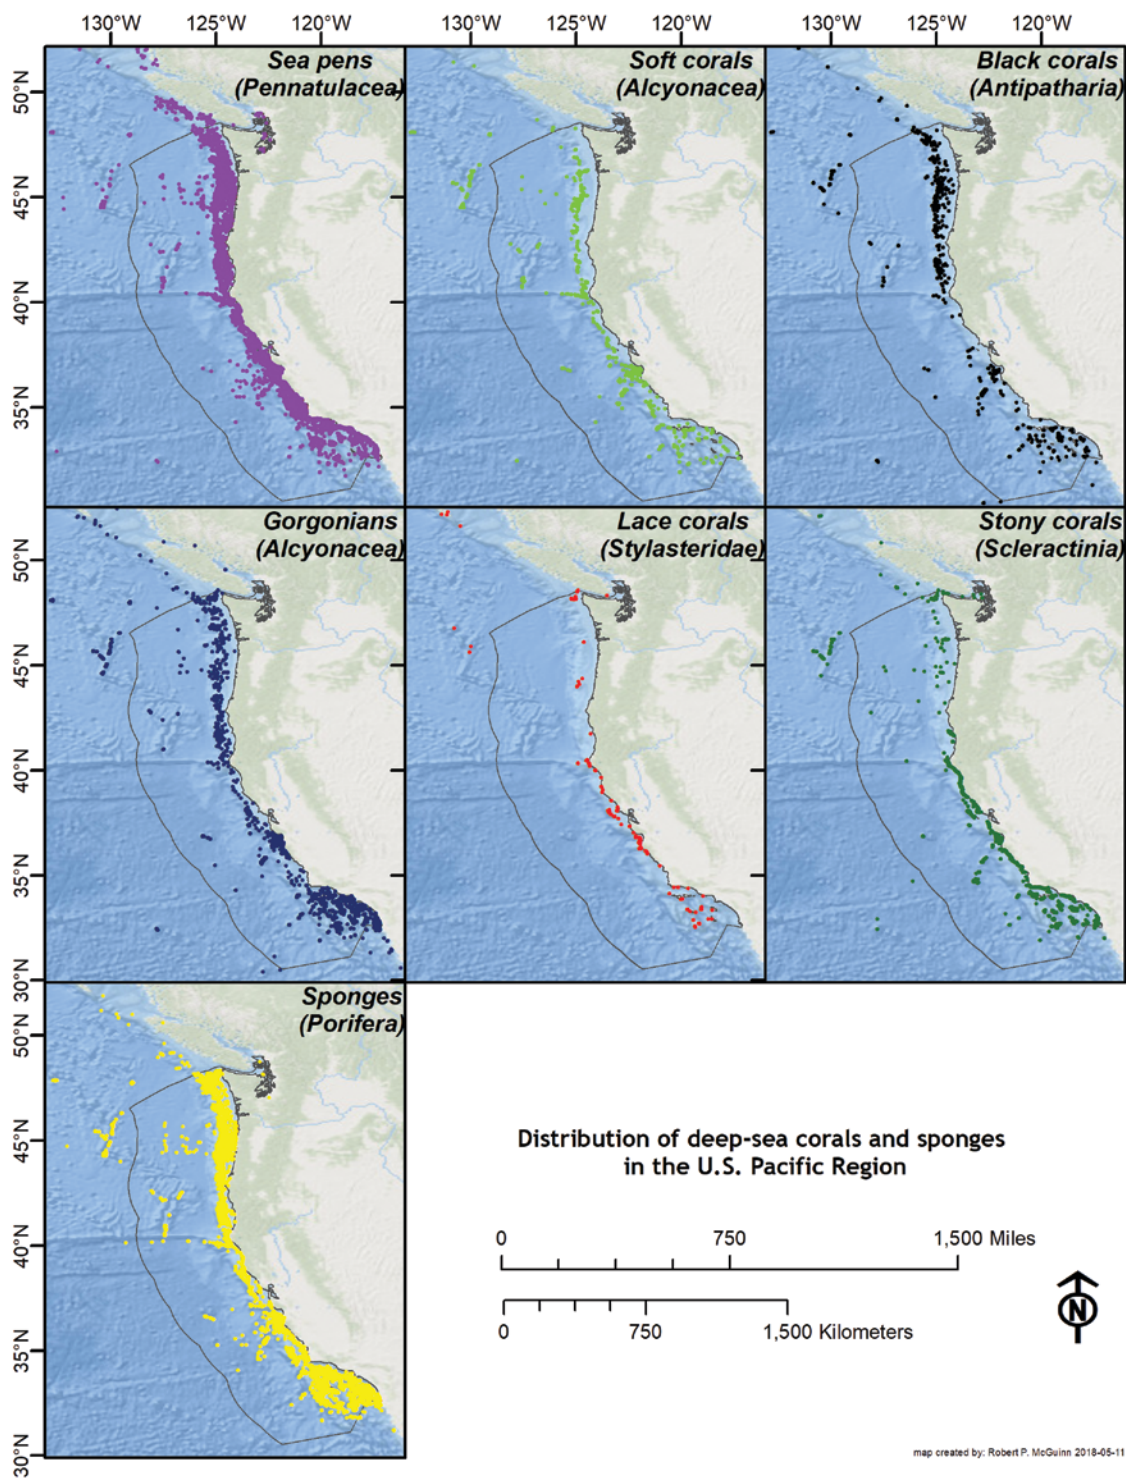 130°W 125°W 120°W 130°W 125°W 120°W 130°W 125°W 120°W
Sea pens
(Pennatulacea)
Soft corals
(Alcyonacea)
Black corals
(Antipatharia)
50°N
45°N
40°N
35°N
Gorgonians
(Alcyonacea)
Lace corals
(Stylasteridae)
Stony corals
(Scleractinia)
50°N
45°N
40°N
35°N
30°N
Sponges
(Porifera)
50°N
45°N
40°N
35°N
30°N
Distribution of deep-sea corals and sponges
in the U.S. Pacific Region
0 750 1,500 Miles
0 750 1,500 Kilometers
N
map created by: Robert P. McGuinn 2018-05-11